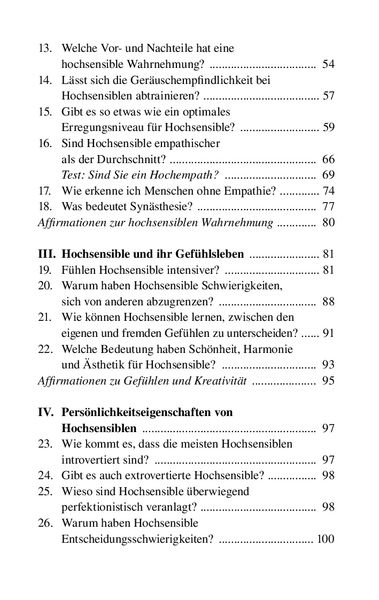 13. Welche Vor- und Nachteile hat eine
hochsensible Wahrnehmung? .................................... 54
14. Lässt sich die Geräuschempfindlichkeit bei
Hochsensiblen abtrainieren? ....................................... 57
15. Gibt es so etwas wie ein optimales
Erregungsniveau für Hochsensible? ........................... 59
16. Sind Hochsensible empathischer
als der Durchschnitt? ................................................. 66
Test: Sind Sie ein Hochempath? ............................... 69
17. Wie erkenne ich Menschen ohne Empathie? ............. 74
18. Was bedeutet Synästhesie? ........................................ 77
Affirmationen zur hochsensiblen Wahrnehmung ............. 80
III. Hochsensible und ihr Gefühlsleben ....................... 81
19. Fühlen Hochsensible intensiver? ............................... 81
20. Warum haben Hochsensible Schwierigkeiten,
sich von anderen abzugrenzen? ................................. 88
21. Wie können Hochsensible lernen, zwischen den
eigenen und fremden Gefühlen zu unterscheiden? ...... 91
22. Welche Bedeutung haben Schönheit, Harmonie
und Ästhetik für Hochsensible? ................................. 93
Affirmationen zu Gefühlen und Kreativität ..................... 95
IV. Persönlichkeitseigenschaften von
Hochsensiblen .......................................................... 97
23. Wie kommt es, dass die meisten Hochsensiblen
introvertiert sind? ...................................................... 97
24. Gibt es auch extrovertierte Hochsensible? ................ 98
25. Wieso sind Hochsensible überwiegend
perfektionistisch veranlagt? ....................................... 98
26. Warum haben Hochsensible
Entscheidungsschwierigkeiten? ................................ 100